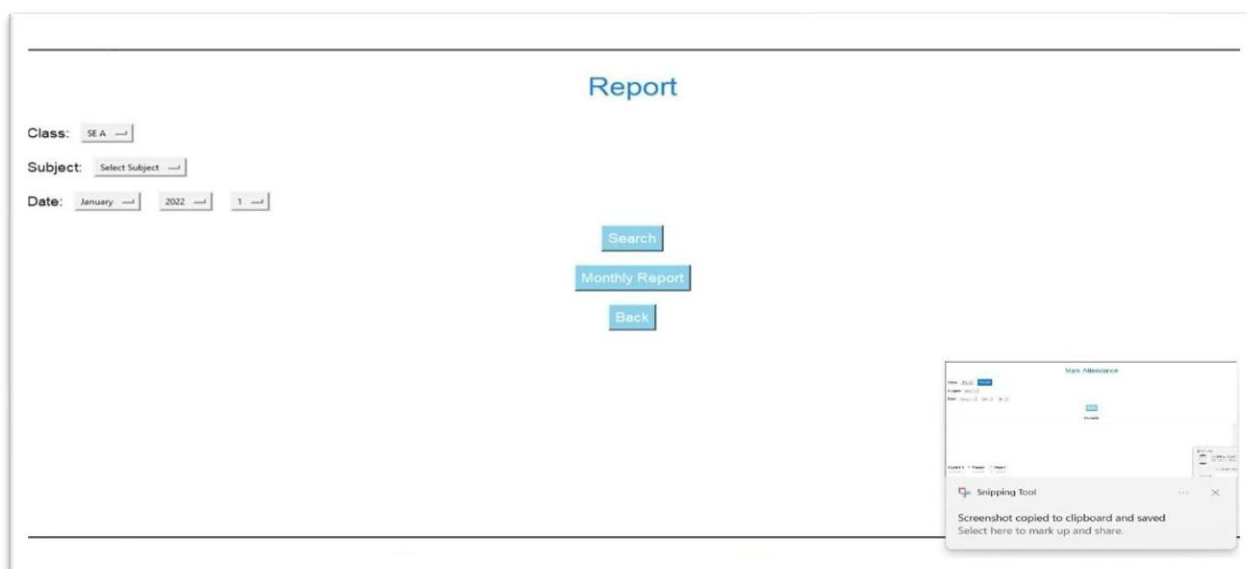 Report
Class: SE A
Subject: Select Subject
Date: January 2022 1
Search
Monthly Report
Back
Mark Attendance
Snipping Tool
Screenshot copied to clipboard and saved
Select here to mark up and share.